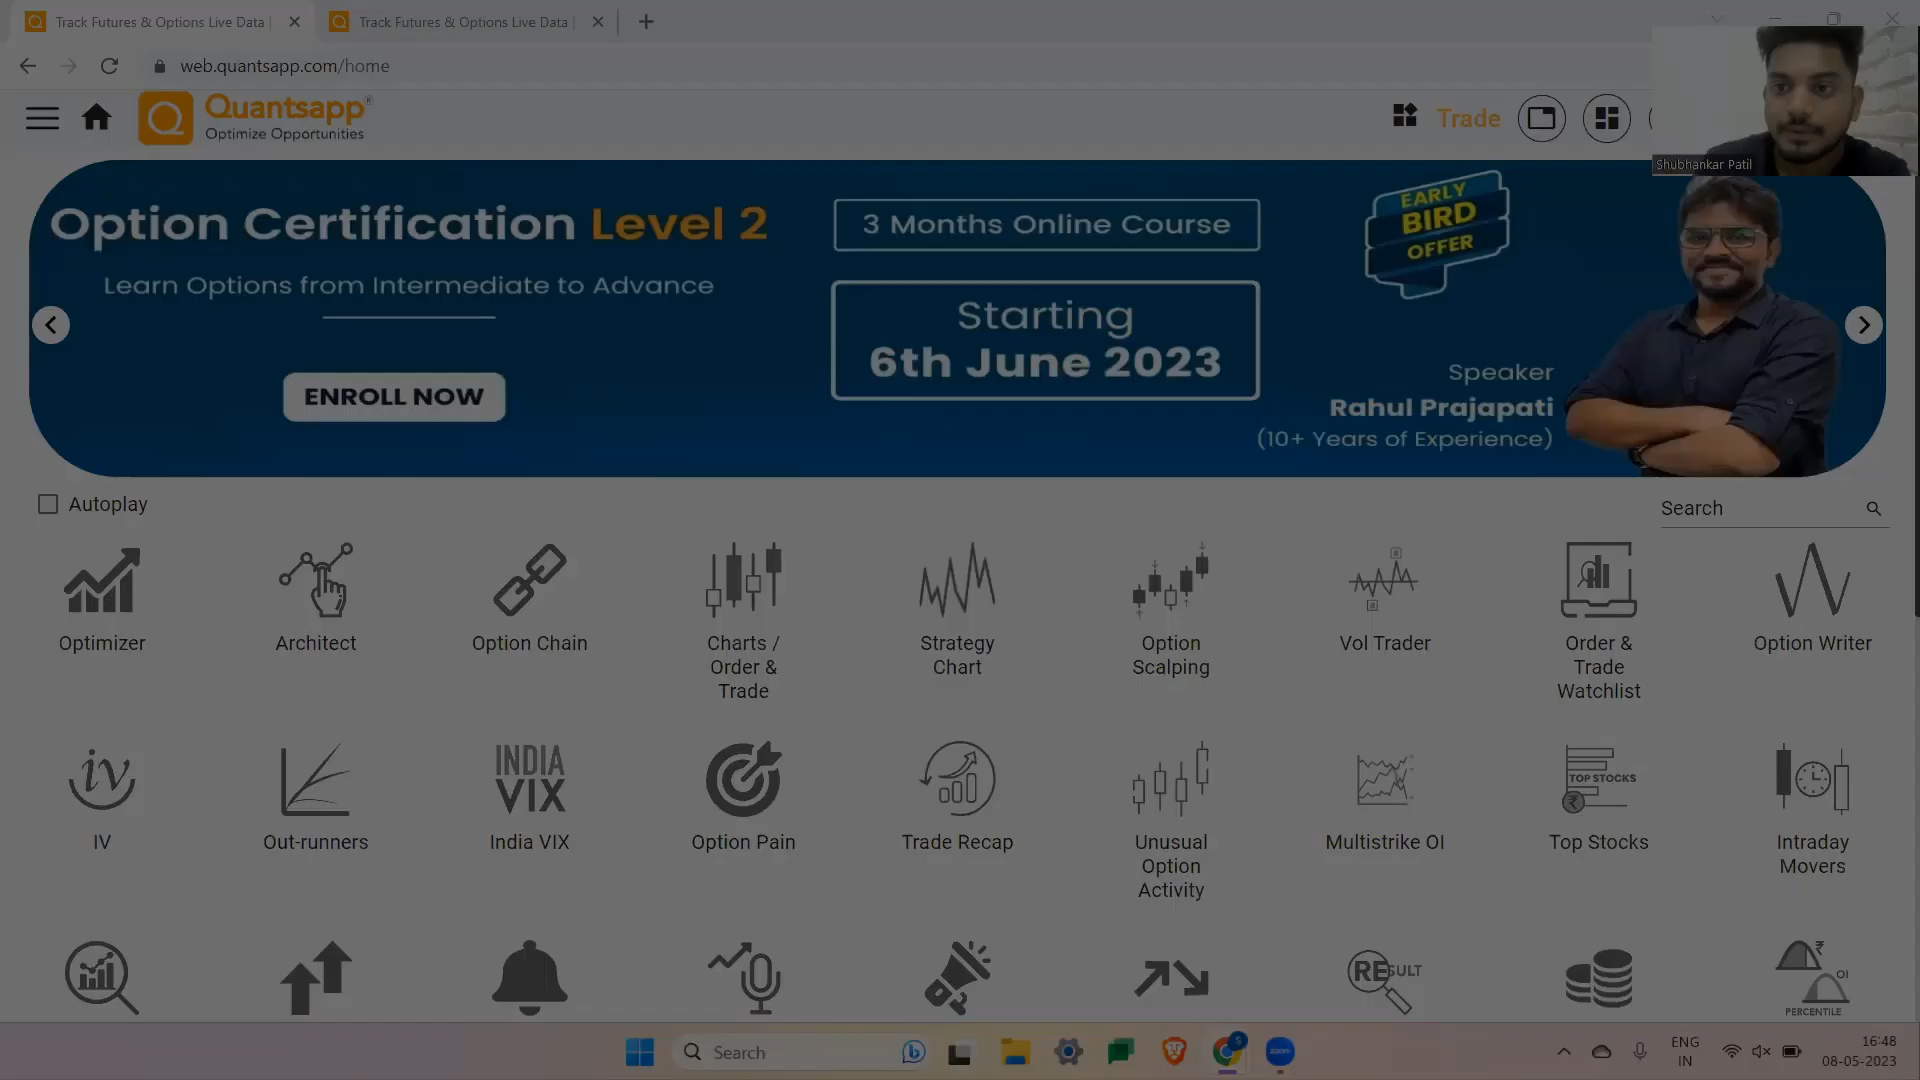 Track Futures & Options Live Data |
Track Futures & Options Live Data |
web.quantsapp.com/home
Quantsapp®
Optimize Opportunities
Trade
Shubhankar Patil
Option Certification Level 2
Learn Options from Intermediate to Advance
ENROLL NOW
3 Months Online Course
Starting
6th June 2023
EARLY
BIRD
OFFER
Speaker
Rahul Prajapati
(10+ Years of Experience)
Autoplay
Search
Optimizer
Architect
Option Chain
Charts /
Order &
Trade
Strategy
Chart
Option
Scalping
Vol Trader
Order &
Trade
Watchlist
Option Writer
iv
IV
Out-runners
INDIA
VIX
India VIX
Option Pain
Trade Recap
Unusual
Option
Activity
Multistrike OI
TOP STOCKS
₹
Top Stocks
Intraday
Movers
RESULT
₹
OI
PERCENTILE
Search
5
zoom
ENG
IN
16:48
08-05-2023